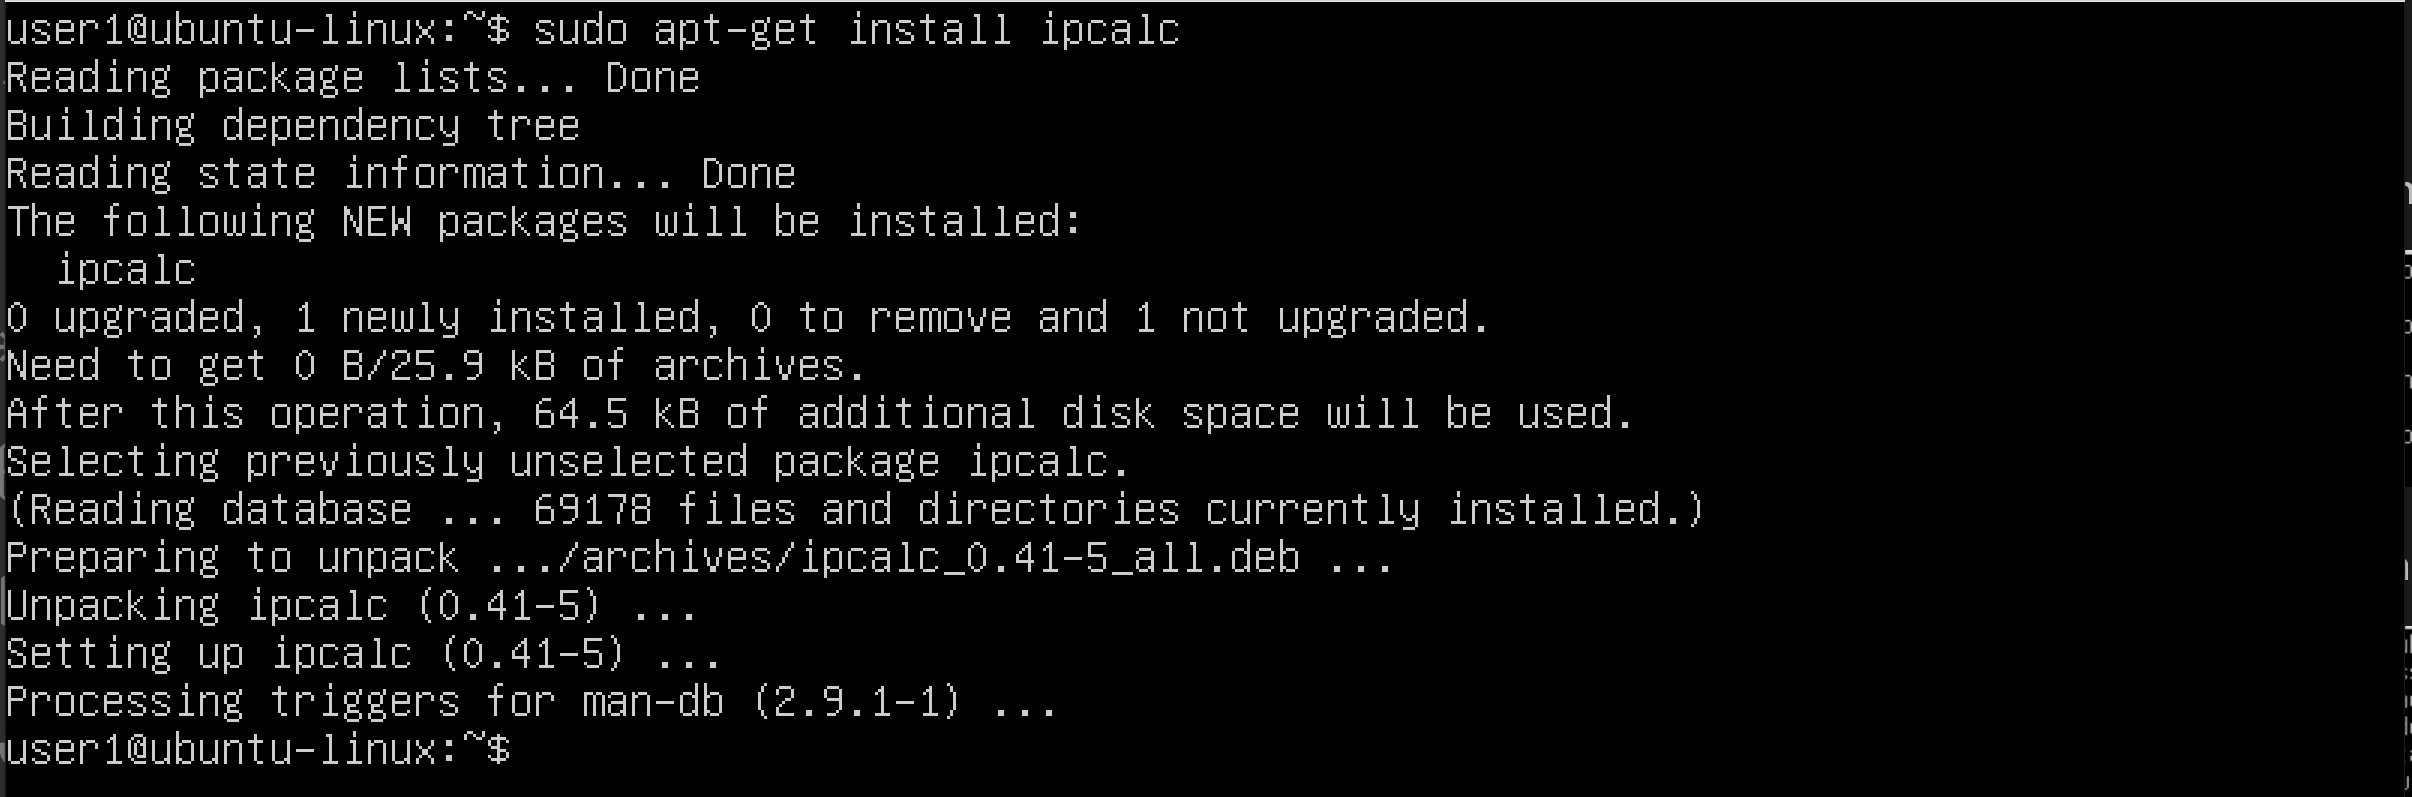 user1@ubuntu-linux:~$ sudo apt-get install ipcalc
Reading package lists... Done
Building dependency tree
Reading state information... Done
The following NEW packages will be installed:
  ipcalc
0 upgraded, 1 newly installed, 0 to remove and 1 not upgraded.
Need to get 0 B/25.9 kB of archives.
After this operation, 64.5 kB of additional disk space will be used.
Selecting previously unselected package ipcalc.
(Reading database ... 69178 files and directories currently installed.)
Preparing to unpack .../archives/ipcalc_0.41-5_all.deb ...
Unpacking ipcalc (0.41-5) ...
Setting up ipcalc (0.41-5) ...
Processing triggers for man-db (2.9.1-1) ...
user1@ubuntu-linux:~$